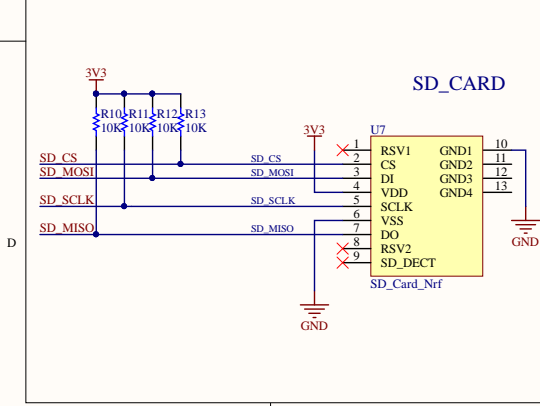 SD_CARD
3V3
R10 R11 R12 R13
10K 10K 10K 10K
3V3
U7
1 RSV1 GND1 10
SD_CS SD_CS 2 CS GND2 11
SD_MOSI SD_MOSI 3 DI GND3 12
4 VDD GND4 13
SD_SCLK SD_SCLK 5 SCLK
6 VSS
SD_MISO SD_MISO 7 DO
8 RSV2
9 SD_DECT
D
GND
SD_Card_Nrf
GND